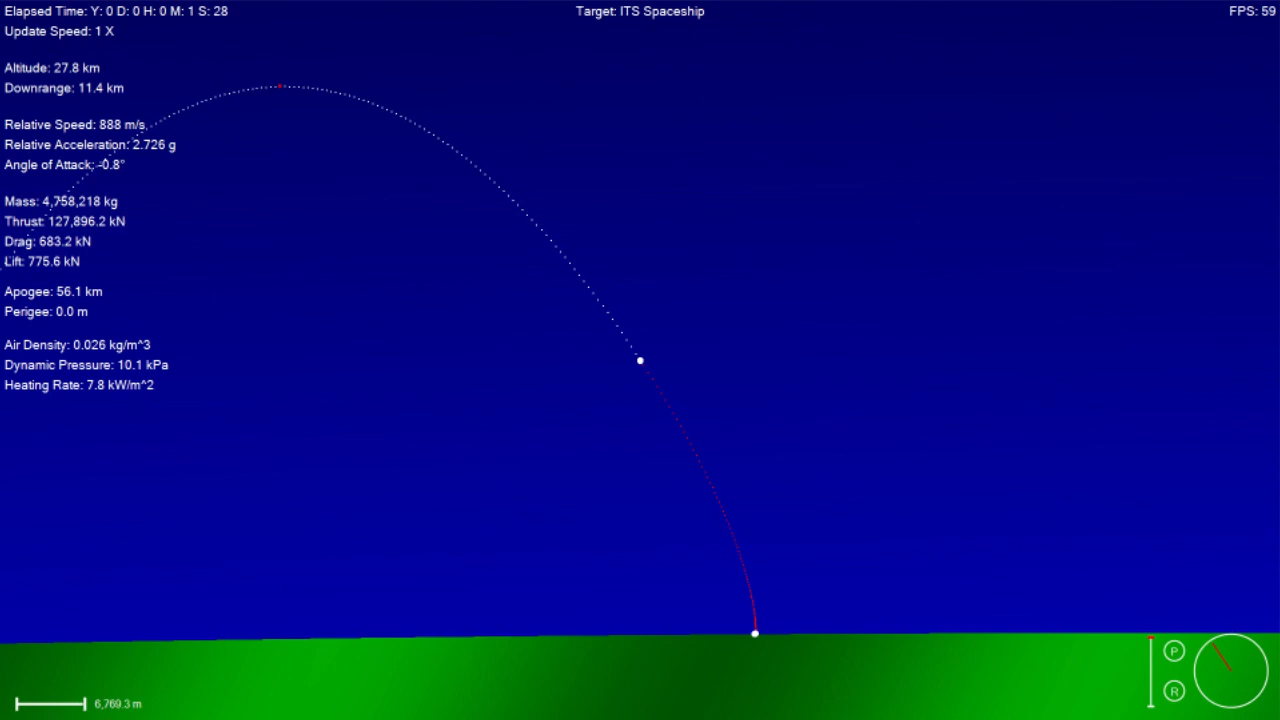 Elapsed Time: Y: 0 D: 0 H: 0 M: 1 S: 28
Target: ITS Spaceship
FPS: 59
Update Speed: 1 X
Altitude: 27.8 km
Downrange: 11.4 km
Relative Speed: 888 m/s
Relative Acceleration: 2.726 g
Angle of Attack: -0.8°
Mass: 4,758,218 kg
Thrust: 127,896.2 kN
Drag: 683.2 kN
Lift: 775.6 kN
Apogee: 56.1 km
Perigee: 0.0 m
Air Density: 0.026 kg/m^3
Dynamic Pressure: 10.1 kPa
Heating Rate: 7.8 kW/m^2
P
R
6,769.3 m